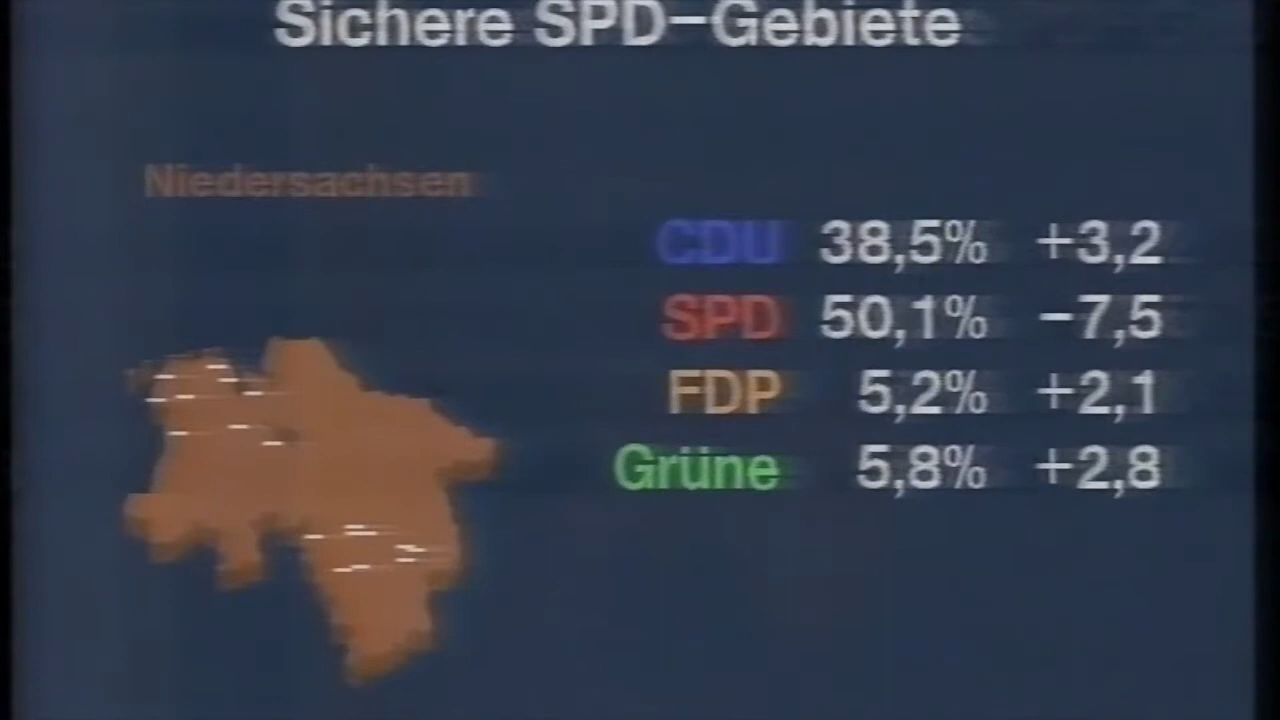 Sichere SPD-Gebiete
Niedersachsen
CDU 38,5% +3,2
SPD 50,1% -7,5
FDP 5,2% +2,1
Grüne 5,8% +2,8